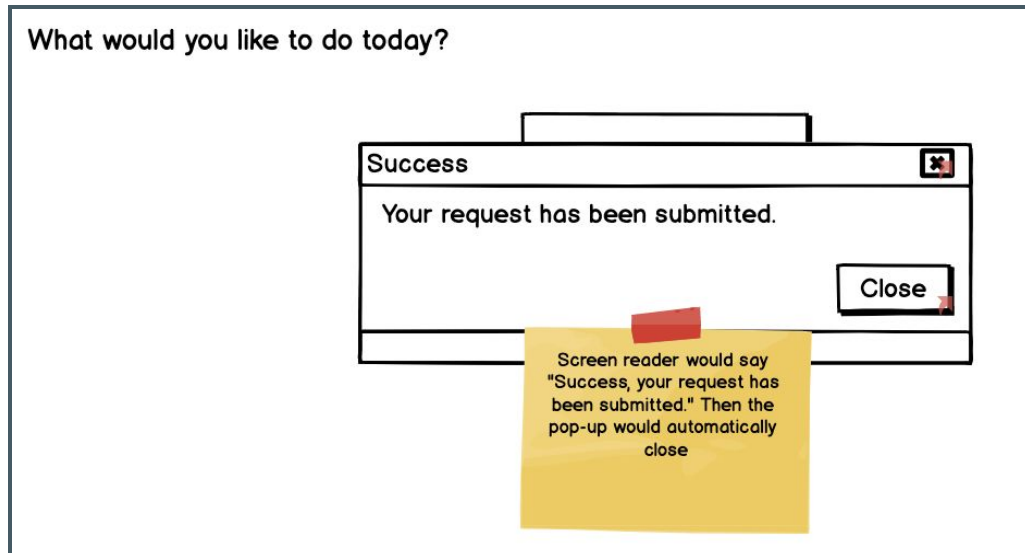 What would you like to do today?
Success
Your request has been submitted.
Close
Screen reader would say
"Success, your request has
been submitted." Then the
pop-up would automatically
close